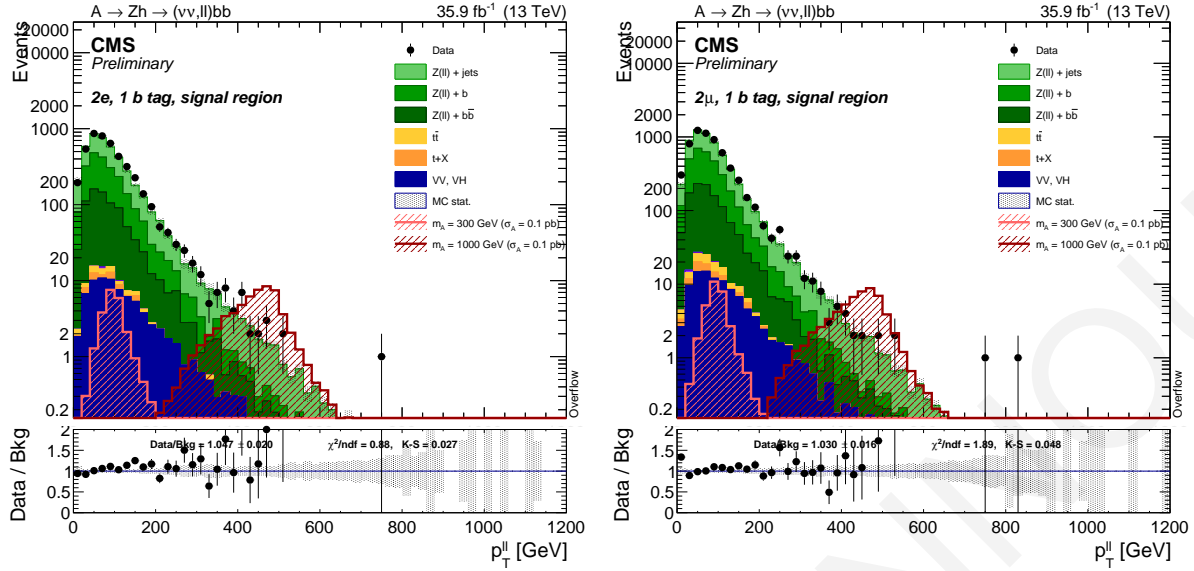 A → Zh → (νν,ll)bb 35.9 fb⁻¹ (13 TeV)
Events
CMS
Preliminary
2e, 1 b tag, signal region
Data
Z(ll) + jets
Z(ll) + b
Z(ll) + bb̅
tt̅
t+X
VV, VH
MC stat.
m_A = 300 GeV (σ_A = 0.1 pb)
m_A = 1000 GeV (σ_A = 0.1 pb)
20000
10000
2000
1000
200
100
20
10
2
1
0.2
Overflow
Data / Bkg
2
1.5
1
0.5
0
Data/Bkg = 1.047 ± 0.020 χ²/ndf = 0.88, K-S = 0.027
0 200 400 600 800 1000 1200
p_T^ll [GeV]
A → Zh → (νν,ll)bb 35.9 fb⁻¹ (13 TeV)
Events
CMS
Preliminary
2μ, 1 b tag, signal region
Data
Z(ll) + jets
Z(ll) + b
Z(ll) + bb̅
tt̅
t+X
VV, VH
MC stat.
m_A = 300 GeV (σ_A = 0.1 pb)
m_A = 1000 GeV (σ_A = 0.1 pb)
20000
10000
2000
1000
200
100
20
10
2
1
0.2
Overflow
Data / Bkg
2
1.5
1
0.5
0
Data/Bkg = 1.030 ± 0.016 χ²/ndf = 1.89, K-S = 0.048
0 200 400 600 800 1000 1200
p_T^ll [GeV]